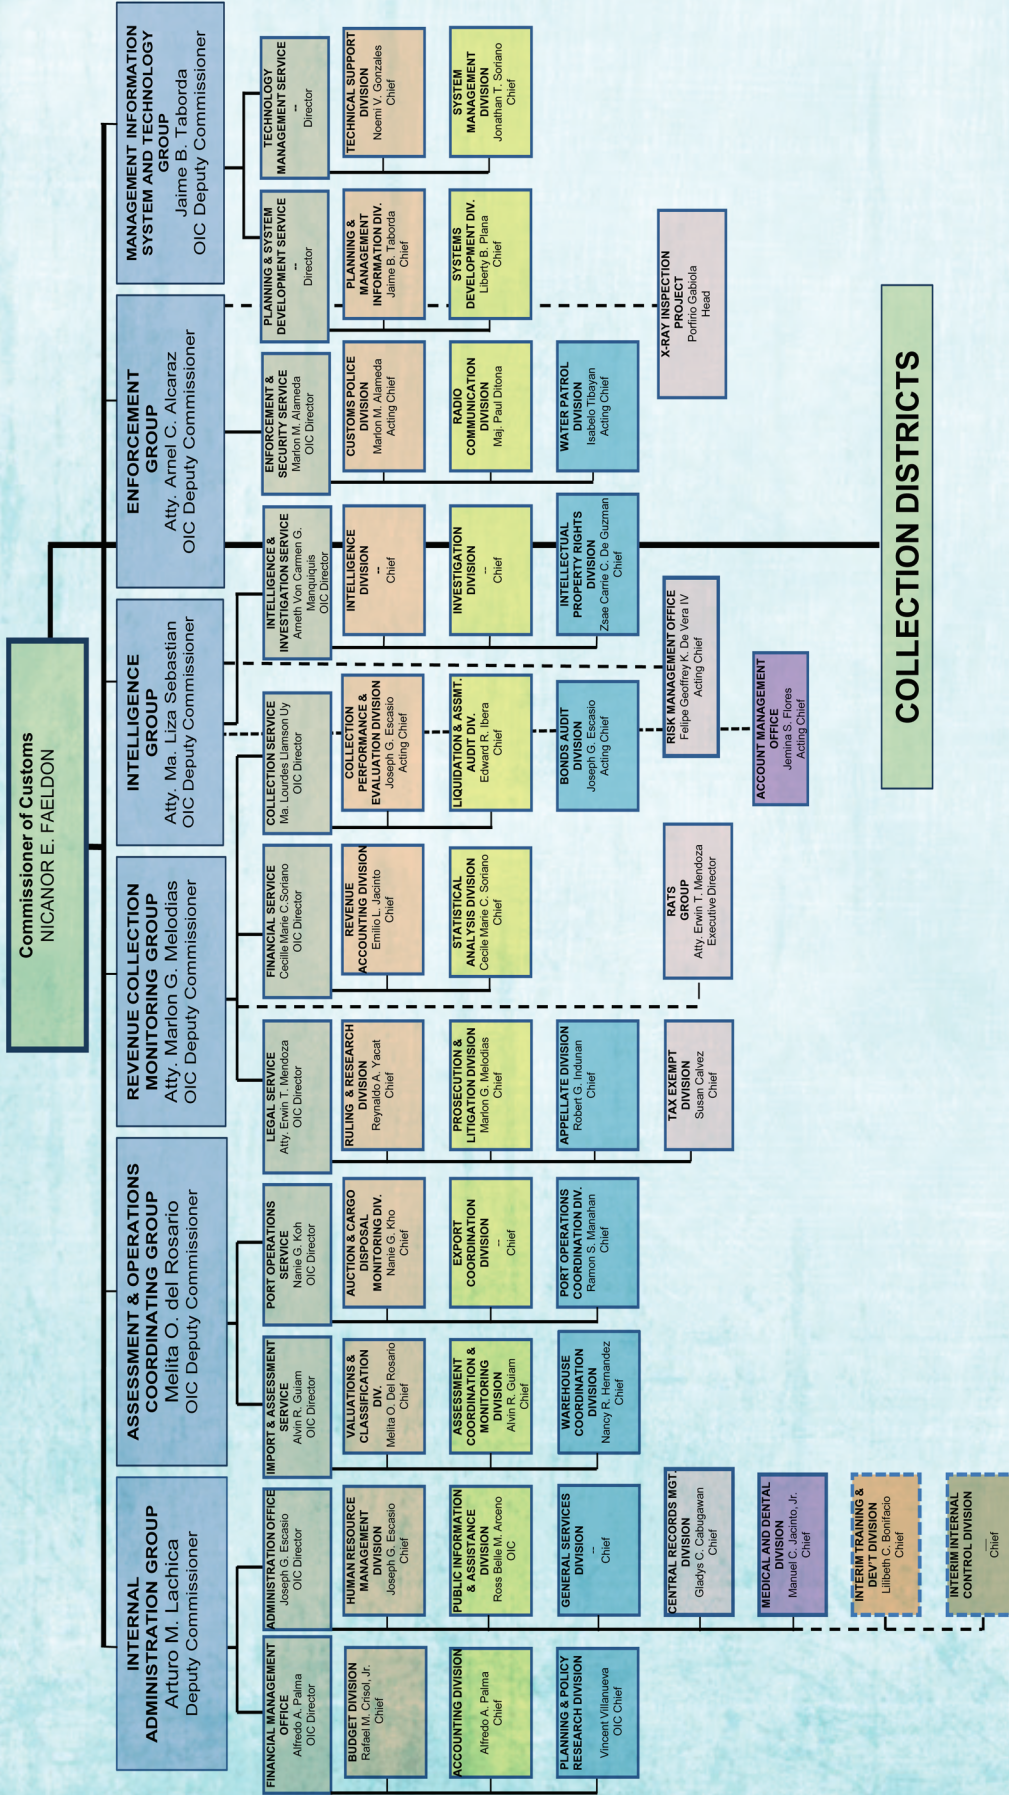 Commissioner of Customs
NICANOR E. FAELDON
INTERNAL
ADMINISTRATION GROUP
Arturo M. Lachica
Deputy Commissioner
ASSESSMENT & OPERATIONS
COORDINATING GROUP
Melita O. del Rosario
OIC Deputy Commissioner
REVENUE COLLECTION
MONITORING GROUP
Atty. Marlon G. Melodias
OIC Deputy Commissioner
INTELLIGENCE
GROUP
Atty. Ma. Liza Sebastian
OIC Deputy Commissioner
ENFORCEMENT
GROUP
Atty. Arnel C. Alcaraz
OIC Deputy Commissioner
MANAGEMENT INFORMATION
SYSTEM AND TECHNOLOGY
GROUP
Jaime B. Taborda
OIC Deputy Commissioner
FINANCIAL MANAGEMENT
OFFICE
Alfredo A. Palma
OIC Director
ADMINISTRATION OFFICE
Joseph G. Escasio
OIC Director
IMPORT & ASSESSMENT
SERVICE
Alvin R. Guiam
OIC Director
PORT OPERATIONS
SERVICE
Nanie G. Koh
OIC Director
LEGAL SERVICE
Atty. Erwin T. Mendoza
OIC Director
FINANCIAL SERVICE
Cecille Marie C.Soriano
OIC Director
COLLECTION SERVICE
Ma. Lourdes Llamson Uy
OIC Director
INTELLIGENCE &
INVESTIGATION SERVICE
Arneth Von Carmen G.
Manquiquis
OIC Director
ENFORCEMENT &
SECURITY SERVICE
Marlon M. Alameda
OIC Director
PLANNING & SYSTEM
DEVELOPMENT SERVICE
--
Director
TECHNOLOGY
MANAGEMENT SERVICE
--
Director
BUDGET DIVISION
Rafael M. Crisol, Jr.
Chief
HUMAN RESOURCE
MANAGEMENT
DIVISION
Joseph G. Escasio
Chief
VALUATIONS &
CLASSIFICATION
DIV.
Melita O. Del Rosario
Chief
AUCTION & CARGO
DISPOSAL
MONITORING DIV.
Nanie G. Kho
Chief
RULING & RESEARCH
DIVISION
Reynaldo A. Yacat
Chief
REVENUE
ACCOUNTING DIVISION
Emilio L. Jacinto
Chief
COLLECTION
PERFORMANCE &
EVALUATION DIVISION
Joseph G. Escasio
Acting Chief
INTELLIGENCE
DIVISION
--
Chief
CUSTOMS POLICE
DIVISION
Marlon M. Alameda
Acting Chief
PLANNING &
MANAGEMENT
INFORMATION DIV.
Jaime B. Taborda
Chief
TECHNICAL SUPPORT
DIVISION
Noemi V. Gonzales
Chief
ACCOUNTING DIVISION
Alfredo A. Palma
Chief
PUBLIC INFORMATION
& ASSISTANCE
DIVISION
Ross Belle M. Arceno
OIC
ASSESSMENT
COORDINATION &
MONITORING
DIVISION
Alvin R. Guiam
Chief
EXPORT
COORDINATION
DIVISION
--
Chief
PROSECUTION &
LITIGATION DIVISION
Marlon G. Melodias
Chief
STATISTICAL
ANALYSIS DIVISION
Cecile Marie C. Soriano
Chief
LIQUIDATION & ASSMT.
AUDIT DIV.
Edward R. Ibera
Chief
INVESTIGATION
DIVISION
--
Chief
RADIO
COMMUNICATION
DIVISION
Maj. Paul Ditona
SYSTEMS
DEVELOPMENT DIV.
Liberty B. Plana
Chief
SYSTEM
MANAGEMENT
DIVISION
Jonathan T. Soriano
Chief
PLANNING & POLICY
RESEARCH DIVISION
Vincent Villanueva
OIC Chief
GENERAL SERVICES
DIVISION
--
Chief
WAREHOUSE
COORDINATION
DIVISION
Nancy R. Hernandez
Chief
PORT OPERATIONS
COORDINATION DIV.
Ramon S. Manahan
Chief
APPELLATE DIVISION
Robert G. Indunan
Chief
BONDS AUDIT
DIVISION
Joseph G. Escasio
Acting Chief
INTELLECTUAL
PROPERTY RIGHTS
DIVISION
Zsae Carrie C. De Guzman
Chief
WATER PATROL
DIVISION
Isabelo Tibayan
Acting Chief
CENTRAL RECORDS MGT.
DIVISION
Gladys C. Cabugawan
Chief
TAX EXEMPT
DIVISION
Susan Calvez
Chief
RATS
GROUP
Atty. Erwin T. Mendoza
Executive Director
RISK MANAGEMENT OFFICE
Felipe Geoffrey K. De Vera IV
Acting Chief
X-RAY INSPECTION
PROJECT
Porfirio Gabiola
Head
MEDICAL AND DENTAL
DIVISION
Manuel C. Jacinto, Jr.
Chief
ACCOUNT MANAGEMENT
OFFICE
Jemina S. Flores
Acting Chief
INTERIM TRAINING &
DEV'T DIVISION
Lilibeth C. Bonifacio
Chief
INTERIM INTERNAL
CONTROL DIVISION
---
Chief
COLLECTION DISTRICTS